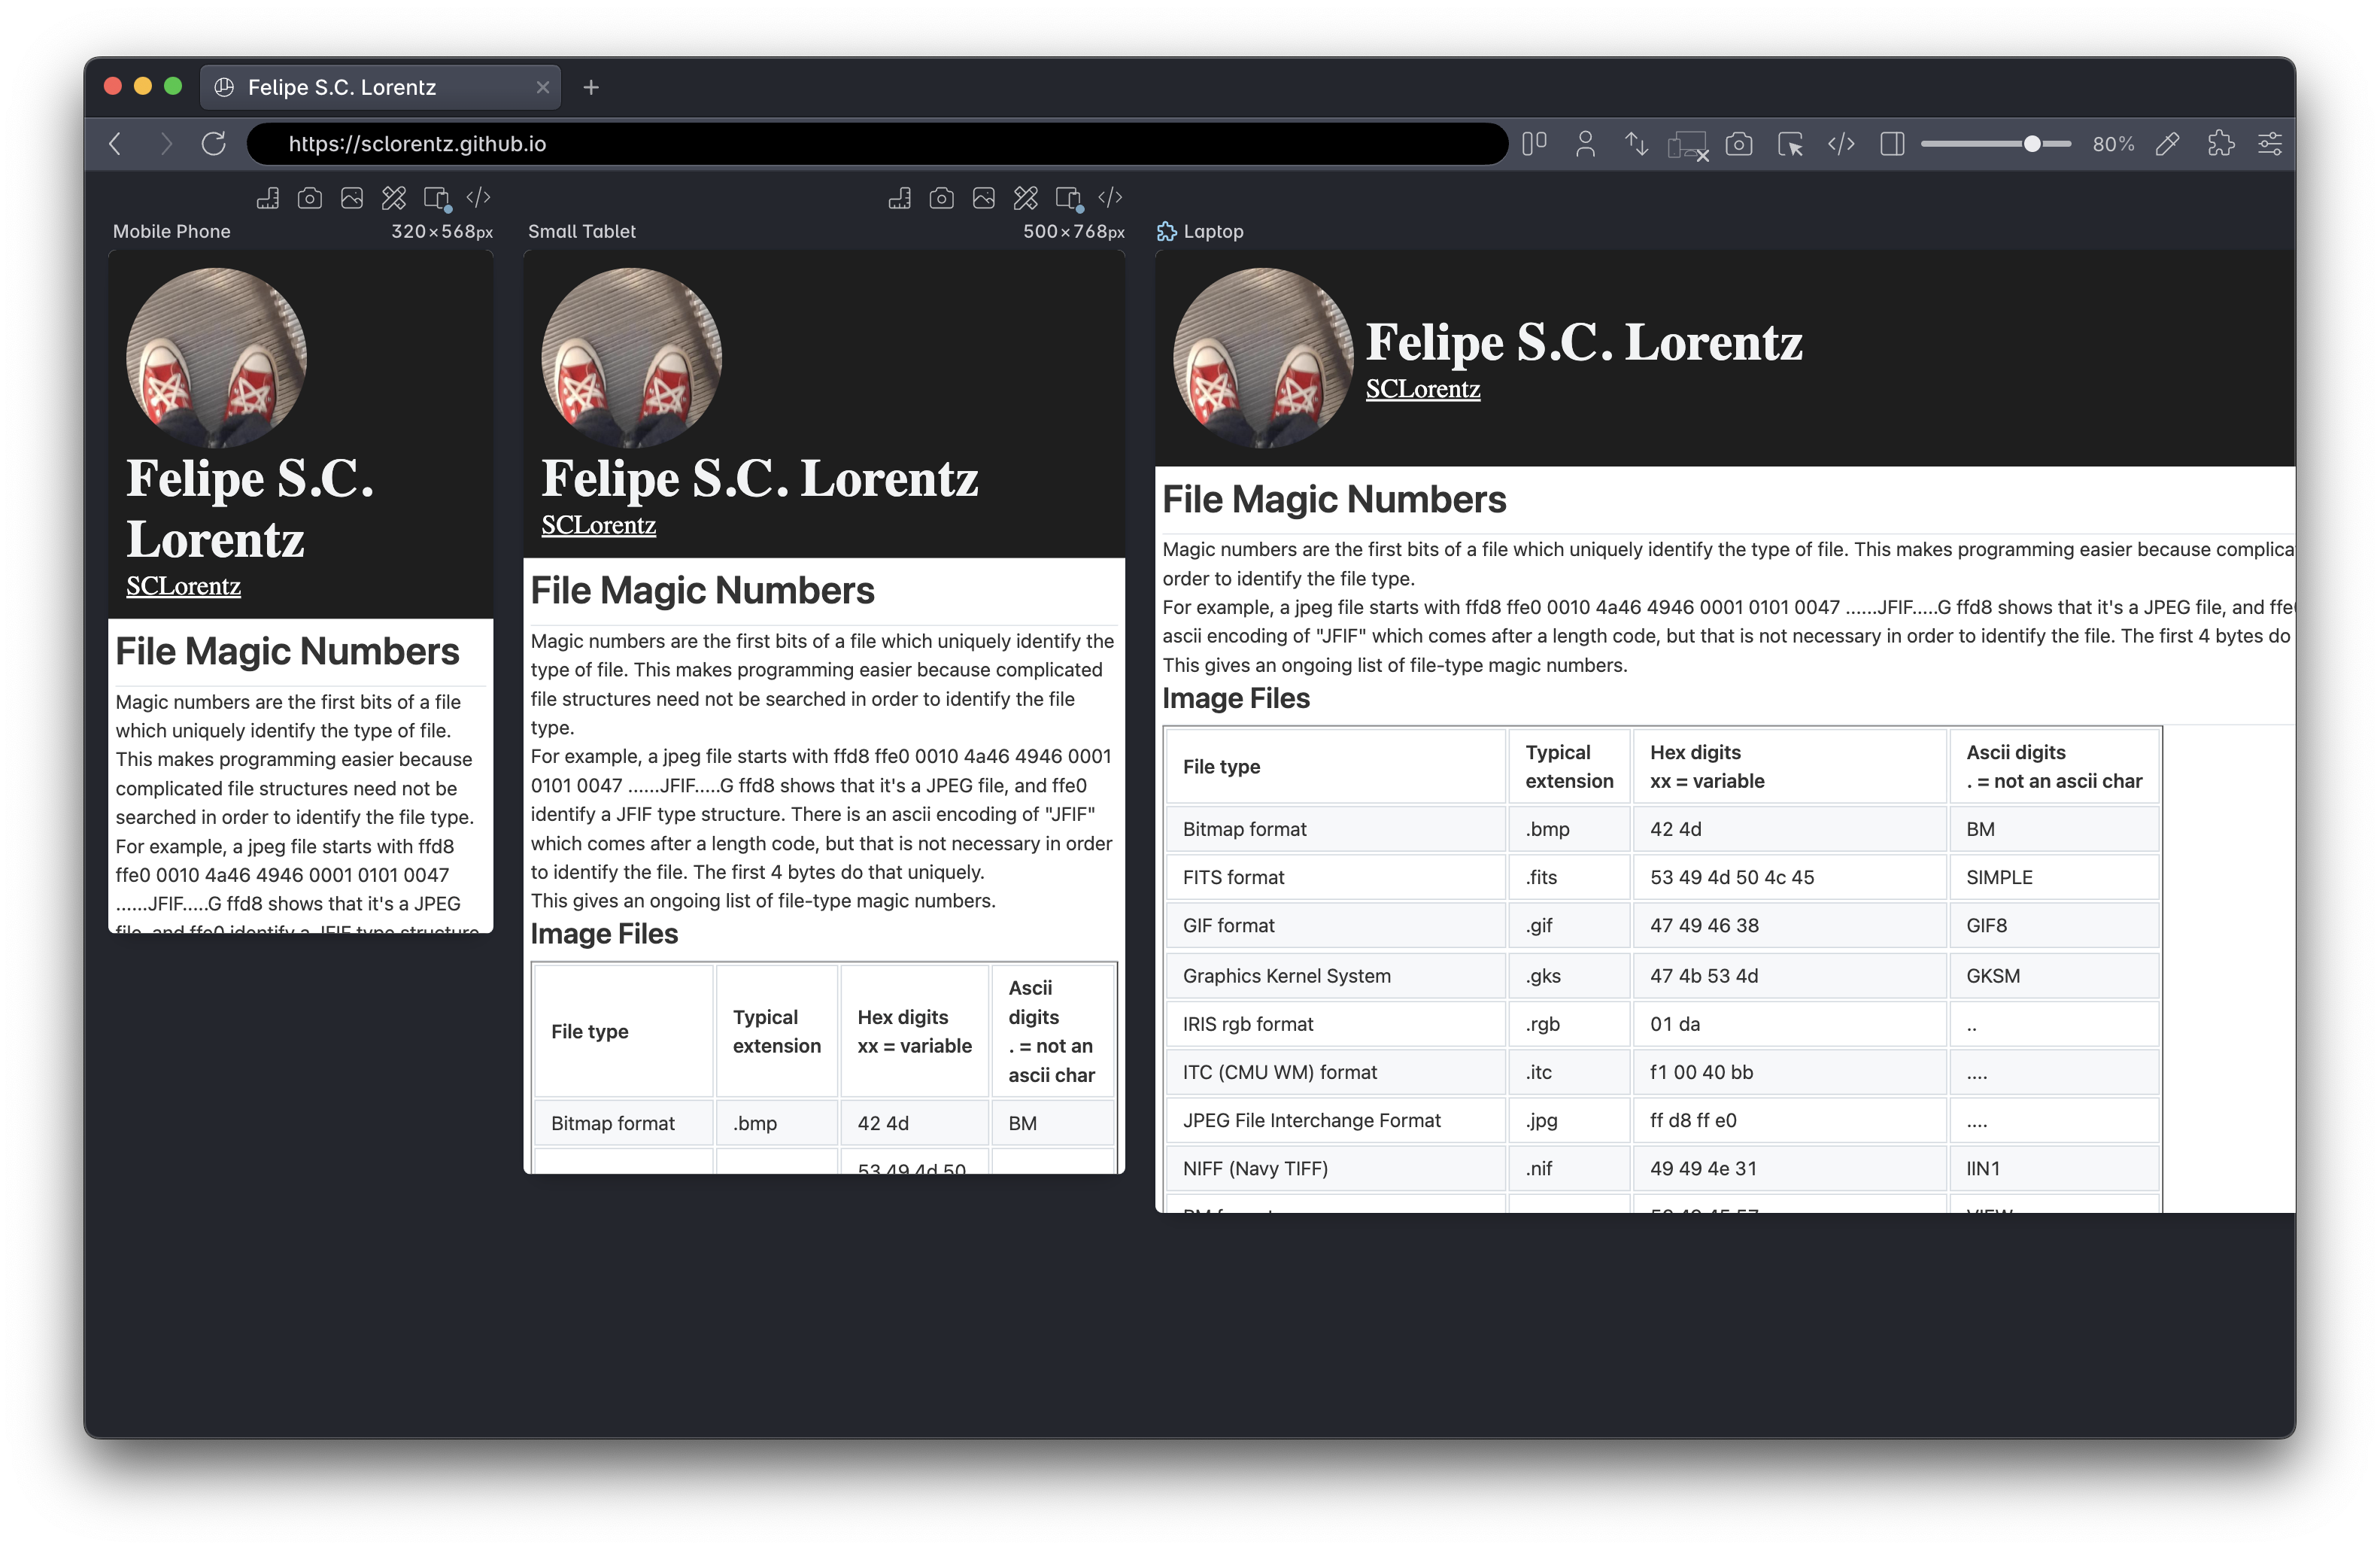 Felipe S.C. Lorentz
https://sclorentz.github.io
80%
Mobile Phone 320×568px
Felipe S.C.
Lorentz
SCLorentz
File Magic Numbers
Magic numbers are the first bits of a file
which uniquely identify the type of file.
This makes programming easier because
complicated file structures need not be
searched in order to identify the file type.
For example, a jpeg file starts with ffd8
ffe0 0010 4a46 4946 0001 0101 0047
......JFIF.....G ffd8 shows that it's a JPEG
file, and ffe0 identify a JFIF type structure.
Small Tablet 500×768px
Felipe S.C. Lorentz
SCLorentz
File Magic Numbers
Magic numbers are the first bits of a file which uniquely identify the
type of file. This makes programming easier because complicated
file structures need not be searched in order to identify the file
type.
For example, a jpeg file starts with ffd8 ffe0 0010 4a46 4946 0001
0101 0047 ......JFIF.....G ffd8 shows that it's a JPEG file, and ffe0
identify a JFIF type structure. There is an ascii encoding of "JFIF"
which comes after a length code, but that is not necessary in order
to identify the file. The first 4 bytes do that uniquely.
This gives an ongoing list of file-type magic numbers.
Image Files
File type Typical extension Hex digits xx = variable Ascii digits . = not an ascii char
Bitmap format .bmp 42 4d BM
53 49 4d 50
Laptop
Felipe S.C. Lorentz
SCLorentz
File Magic Numbers
Magic numbers are the first bits of a file which uniquely identify the type of file. This makes programming easier because complica
order to identify the file type.
For example, a jpeg file starts with ffd8 ffe0 0010 4a46 4946 0001 0101 0047 ......JFIF.....G ffd8 shows that it's a JPEG file, and ffe
ascii encoding of "JFIF" which comes after a length code, but that is not necessary in order to identify the file. The first 4 bytes do
This gives an ongoing list of file-type magic numbers.
Image Files
File type Typical extension Hex digits xx = variable Ascii digits . = not an ascii char
Bitmap format .bmp 42 4d BM
FITS format .fits 53 49 4d 50 4c 45 SIMPLE
GIF format .gif 47 49 46 38 GIF8
Graphics Kernel System .gks 47 4b 53 4d GKSM
IRIS rgb format .rgb 01 da ..
ITC (CMU WM) format .itc f1 00 40 bb ....
JPEG File Interchange Format .jpg ff d8 ff e0 ....
NIFF (Navy TIFF) .nif 49 49 4e 31 IIN1